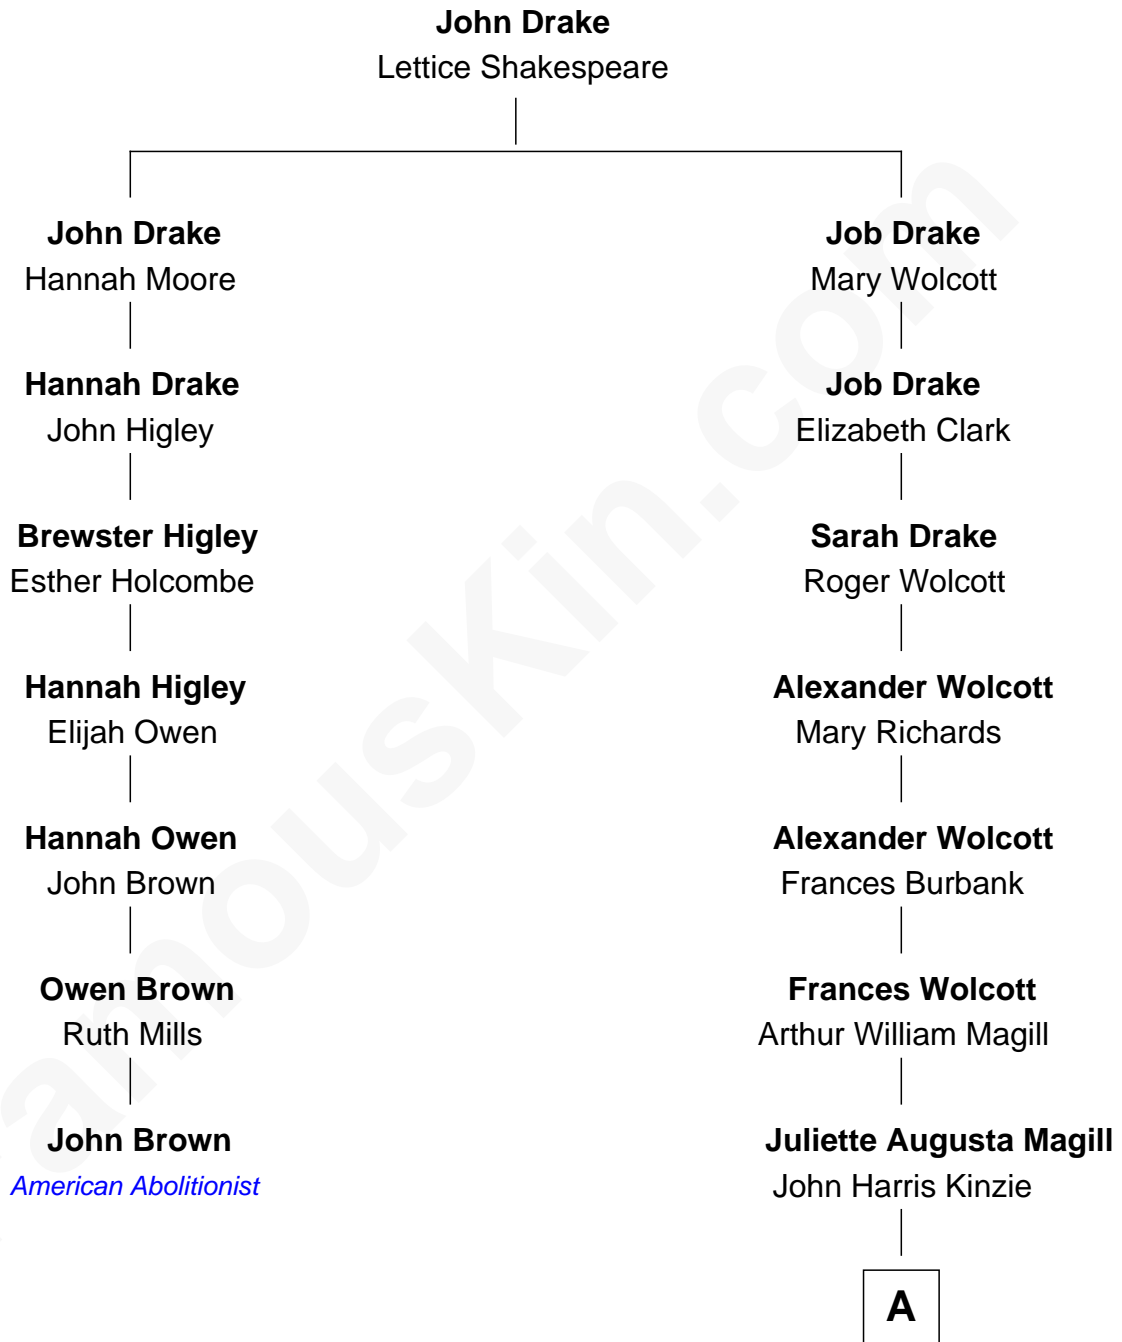 John Drake
Lettice Shakespeare
John Drake
Hannah Moore
Hannah Drake
John Higley
Brewster Higley
Esther Holcombe
Hannah Higley
Elijah Owen
Hannah Owen
John Brown
Owen Brown
Ruth Mills
John Brown
American Abolitionist
Job Drake
Mary Wolcott
Job Drake
Elizabeth Clark
Sarah Drake
Roger Wolcott
Alexander Wolcott
Mary Richards
Alexander Wolcott
Frances Burbank
Frances Wolcott
Arthur William Magill
Juliette Augusta Magill
John Harris Kinzie
A
amouskin.com